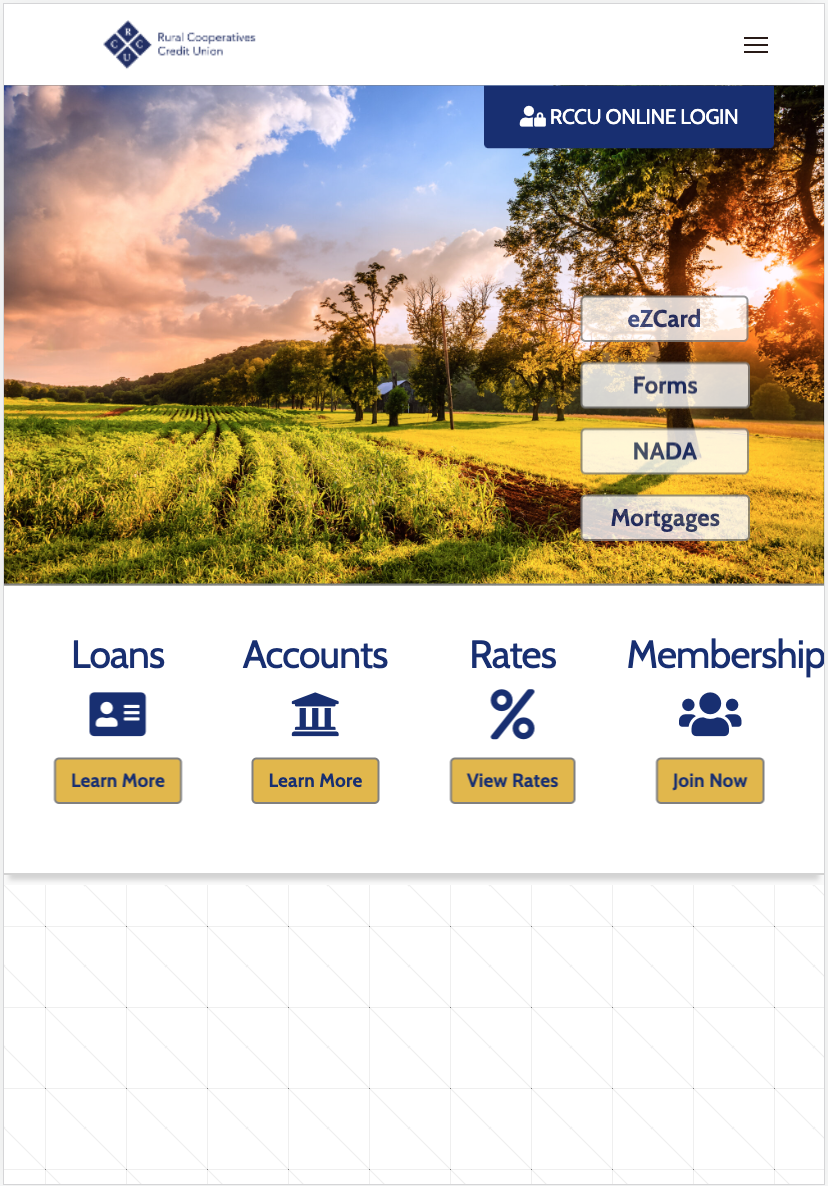 R
C C
U
Rural Cooperatives
Credit Union
RCCU ONLINE LOGIN
eZCard
Forms
NADA
Mortgages
Loans
Accounts
Rates
Membership
Learn More
Learn More
View Rates
Join Now